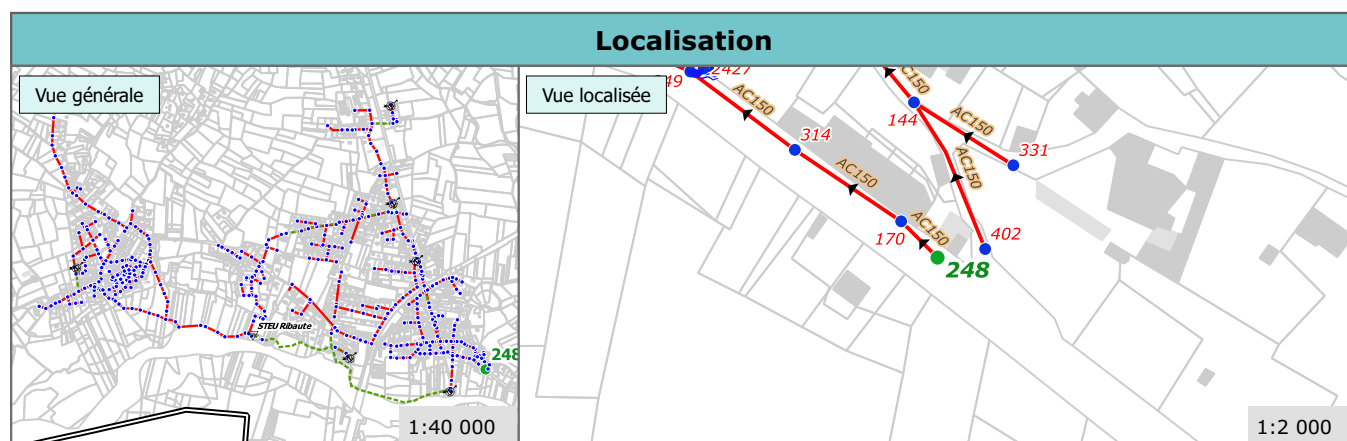 Localisation
Vue générale
STEU Ribaute
248
1:40 000
Vue localisée
2427
AC150
AC150
314
144
AC150
331
AC150
AC150
170
AC150
402
248
1:2 000